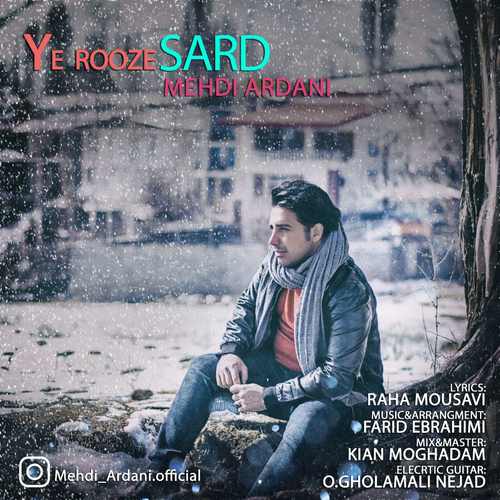 YE ROOZE SARD
MEHDI ARDANI
LYRICS:
RAHA MOUSAVI
MUSIC&ARRANGMENT:
FARID EBRAHIMI
MIX&MASTER:
KIAN MOGHADAM
ELECRTIC GUITAR:
O.GHOLAMALI NEJAD
Mehdi_Ardani.official